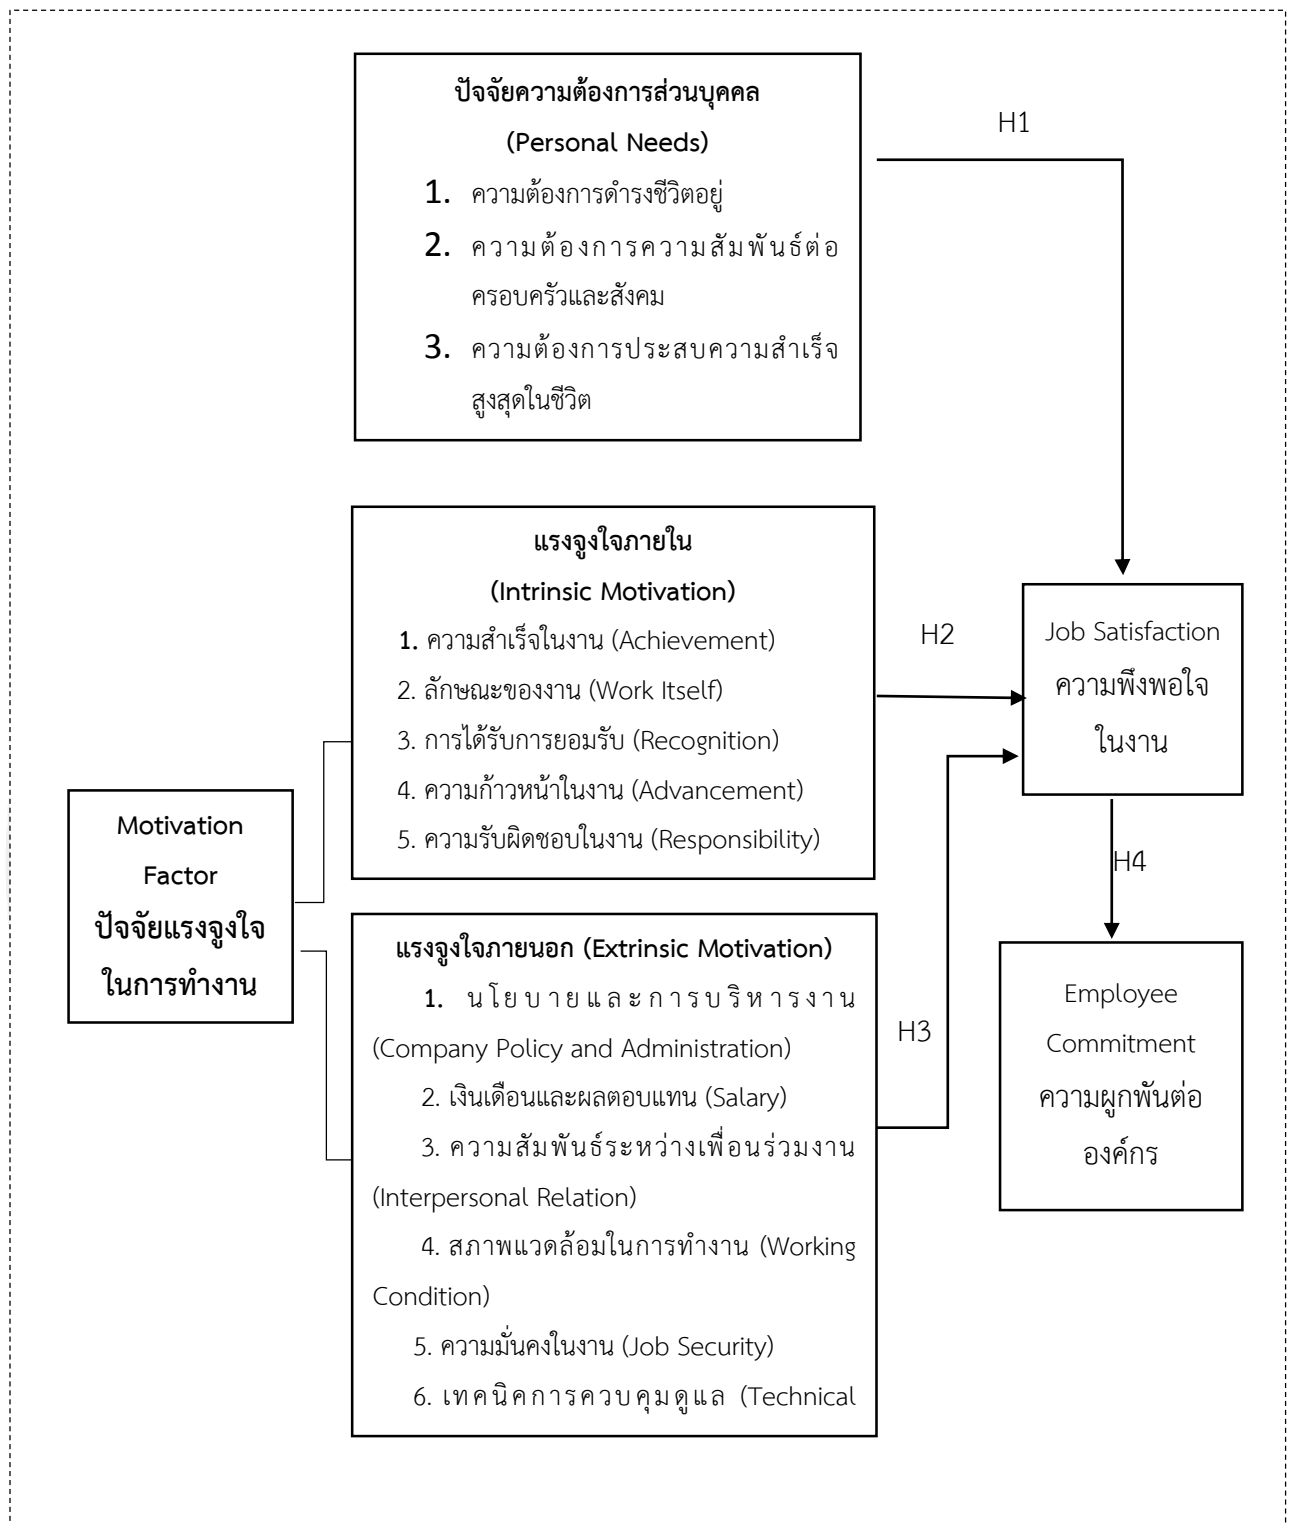 ปัจจัยความต้องการส่วนบุคคล
(Personal Needs)
1. ความต้องการดำรงชีวิตอยู่
2. ความต้องการความสัมพันธ์ต่อ
ครอบครัวและสังคม
3. ความต้องการประสบความสำเร็จ
สูงสุดในชีวิต
H1
แรงจูงใจภายใน
(Intrinsic Motivation)
1. ความสำเร็จในงาน (Achievement)
2. ลักษณะของงาน (Work Itself)
3. การได้รับการยอมรับ (Recognition)
4. ความก้าวหน้าในงาน (Advancement)
5. ความรับผิดชอบในงาน (Responsibility)
H2
Job Satisfaction
ความพึงพอใจ
ในงาน
Motivation
Factor
ปัจจัยแรงจูงใจ
ในการทำงาน
H4
แรงจูงใจภายนอก (Extrinsic Motivation)
1. นโยบายและการบริหารงาน
(Company Policy and Administration)
2. เงินเดือนและผลตอบแทน (Salary)
3. ความสัมพันธ์ระหว่างเพื่อนร่วมงาน
(Interpersonal Relation)
4. สภาพแวดล้อมในการทำงาน (Working
Condition)
5. ความมั่นคงในงาน (Job Security)
6. เทคนิคการควบคุมดูแล (Technical
H3
Employee
Commitment
ความผูกพันต่อ
องค์กร